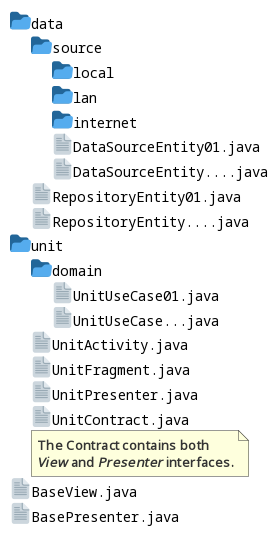 data
source
local
lan
internet
DataSourceEntity01.java
DataSourceEntity....java
RepositoryEntity01.java
RepositoryEntity....java
unit
domain
UnitUseCase01.java
UnitUseCase...java
UnitActivity.java
UnitFragment.java
UnitPresenter.java
UnitContract.java
The Contract contains both
View and Presenter interfaces.
BaseView.java
BasePresenter.java